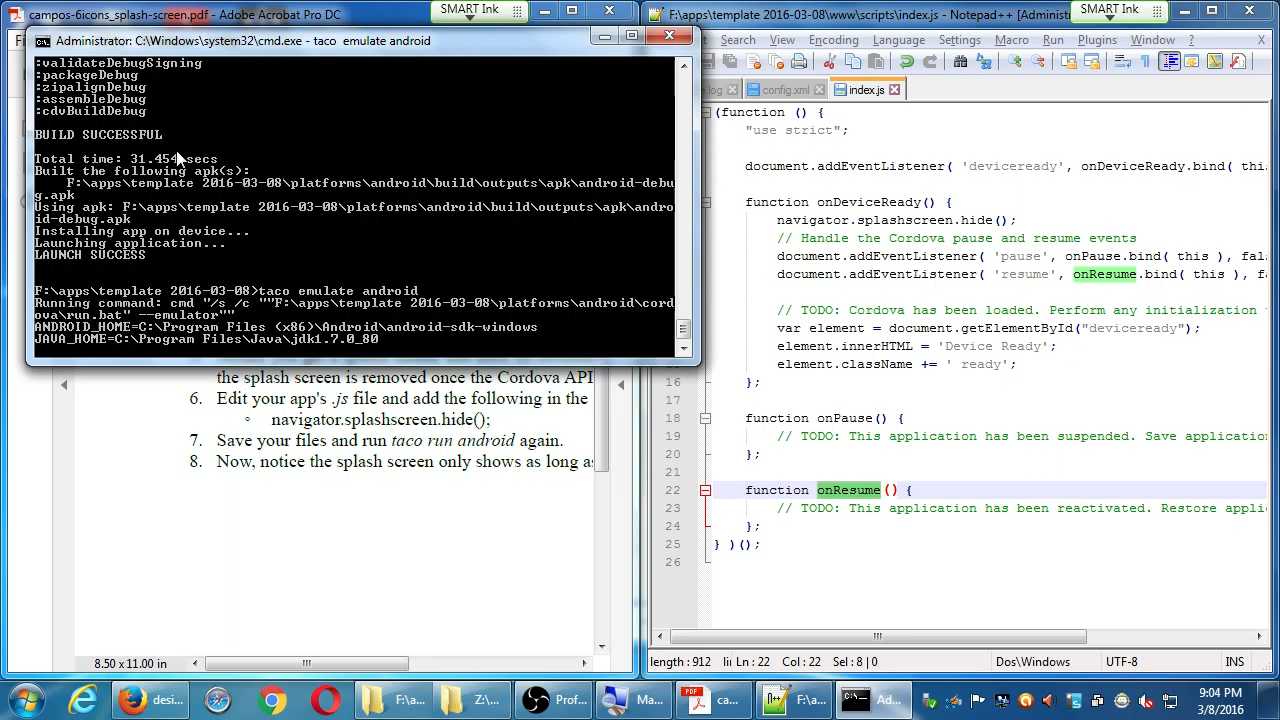 campos-6icons_splash-screen.pdf - Adobe Acrobat Pro DC
SMART Ink
F:\apps\template 2016-03-08\www\scripts\index.js - Notepad++ [Administ
SMART Ink
Administrator: C:\Windows\system32\cmd.exe - taco  emulate android
Search View Encoding Language Settings Macro Run Plugins Window ? X
.log config.xml index.js
:validateDebugSigning
:packageDebug
:zipalignDebug
:assembleDebug
:cdvBuildDebug
BUILD SUCCESSFUL
Total time: 31.454 secs
Built the following apk(s):
F:\apps\template 2016-03-08\platforms\android\build\outputs\apk\android-debu
g.apk
Using apk: F:\apps\template 2016-03-08\platforms\android\build\outputs\apk\andro
id-debug.apk
Installing app on device...
Launching application...
LAUNCH SUCCESS
F:\apps\template 2016-03-08>taco emulate android
Running command: cmd "/s /c ""F:\apps\template 2016-03-08\platforms\android\cord
ova\run.bat" --emulator""
ANDROID_HOME=C:\Program Files (x86)\Android\android-sdk-windows
JAVA_HOME=C:\Program Files\Java\jdk1.7.0_80
the splash screen is removed once the Cordova API
6. Edit your app's .js file and add the following in the
◦ navigator.splashscreen.hide();
7. Save your files and run taco run android again.
8. Now, notice the splash screen only shows as long as
8.50 x 11.00 in
(function () {
"use strict";
document.addEventListener( 'deviceready', onDeviceReady.bind( this
function onDeviceReady() {
navigator.splashscreen.hide();
// Handle the Cordova pause and resume events
document.addEventListener( 'pause', onPause.bind( this ), fal
document.addEventListener( 'resume', onResume.bind( this ), f
// TODO: Cordova has been loaded. Perform any initialization
var element = document.getElementById("deviceready");
element.innerHTML = 'Device Ready';
element.className += ' ready';
16 };
17
18 function onPause() {
19 // TODO: This application has been suspended. Save application
20 };
21
22 function onResume() {
23 // TODO: This application has been reactivated. Restore appli
24 };
25 } )();
26
length : 912 li Ln : 22 Col : 22 Sel : 8 | 0 Dos\Windows UTF-8 INS
desi... F:\a... Z:\... Prof... Ma... PDF ca... F:\a... Ad...
9:04 PM
3/8/2016